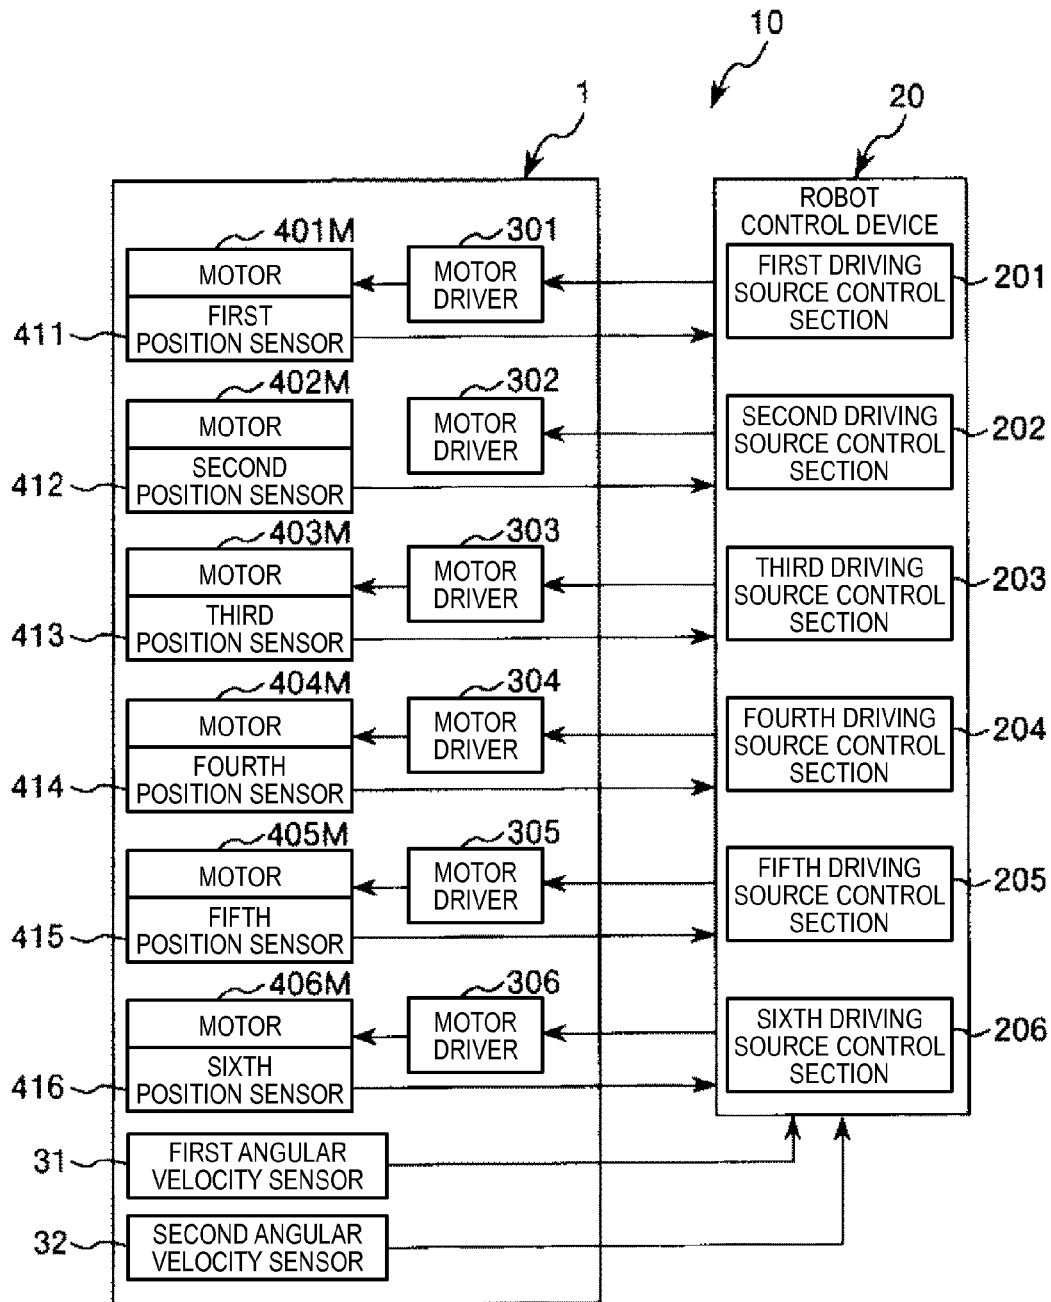 10
1
20
ROBOT
CONTROL DEVICE
401M
301
MOTOR
MOTOR
DRIVER
FIRST DRIVING
SOURCE CONTROL
SECTION
201
411
FIRST
POSITION SENSOR
402M
302
MOTOR
MOTOR
DRIVER
SECOND DRIVING
SOURCE CONTROL
SECTION
202
412
SECOND
POSITION SENSOR
403M
303
MOTOR
MOTOR
DRIVER
THIRD DRIVING
SOURCE CONTROL
SECTION
203
413
THIRD
POSITION SENSOR
404M
304
MOTOR
MOTOR
DRIVER
FOURTH DRIVING
SOURCE CONTROL
SECTION
204
414
FOURTH
POSITION SENSOR
405M
305
MOTOR
MOTOR
DRIVER
FIFTH DRIVING
SOURCE CONTROL
SECTION
205
415
FIFTH
POSITION SENSOR
406M
306
MOTOR
MOTOR
DRIVER
SIXTH DRIVING
SOURCE CONTROL
SECTION
206
416
SIXTH
POSITION SENSOR
31
FIRST ANGULAR
VELOCITY SENSOR
32
SECOND ANGULAR
VELOCITY SENSOR